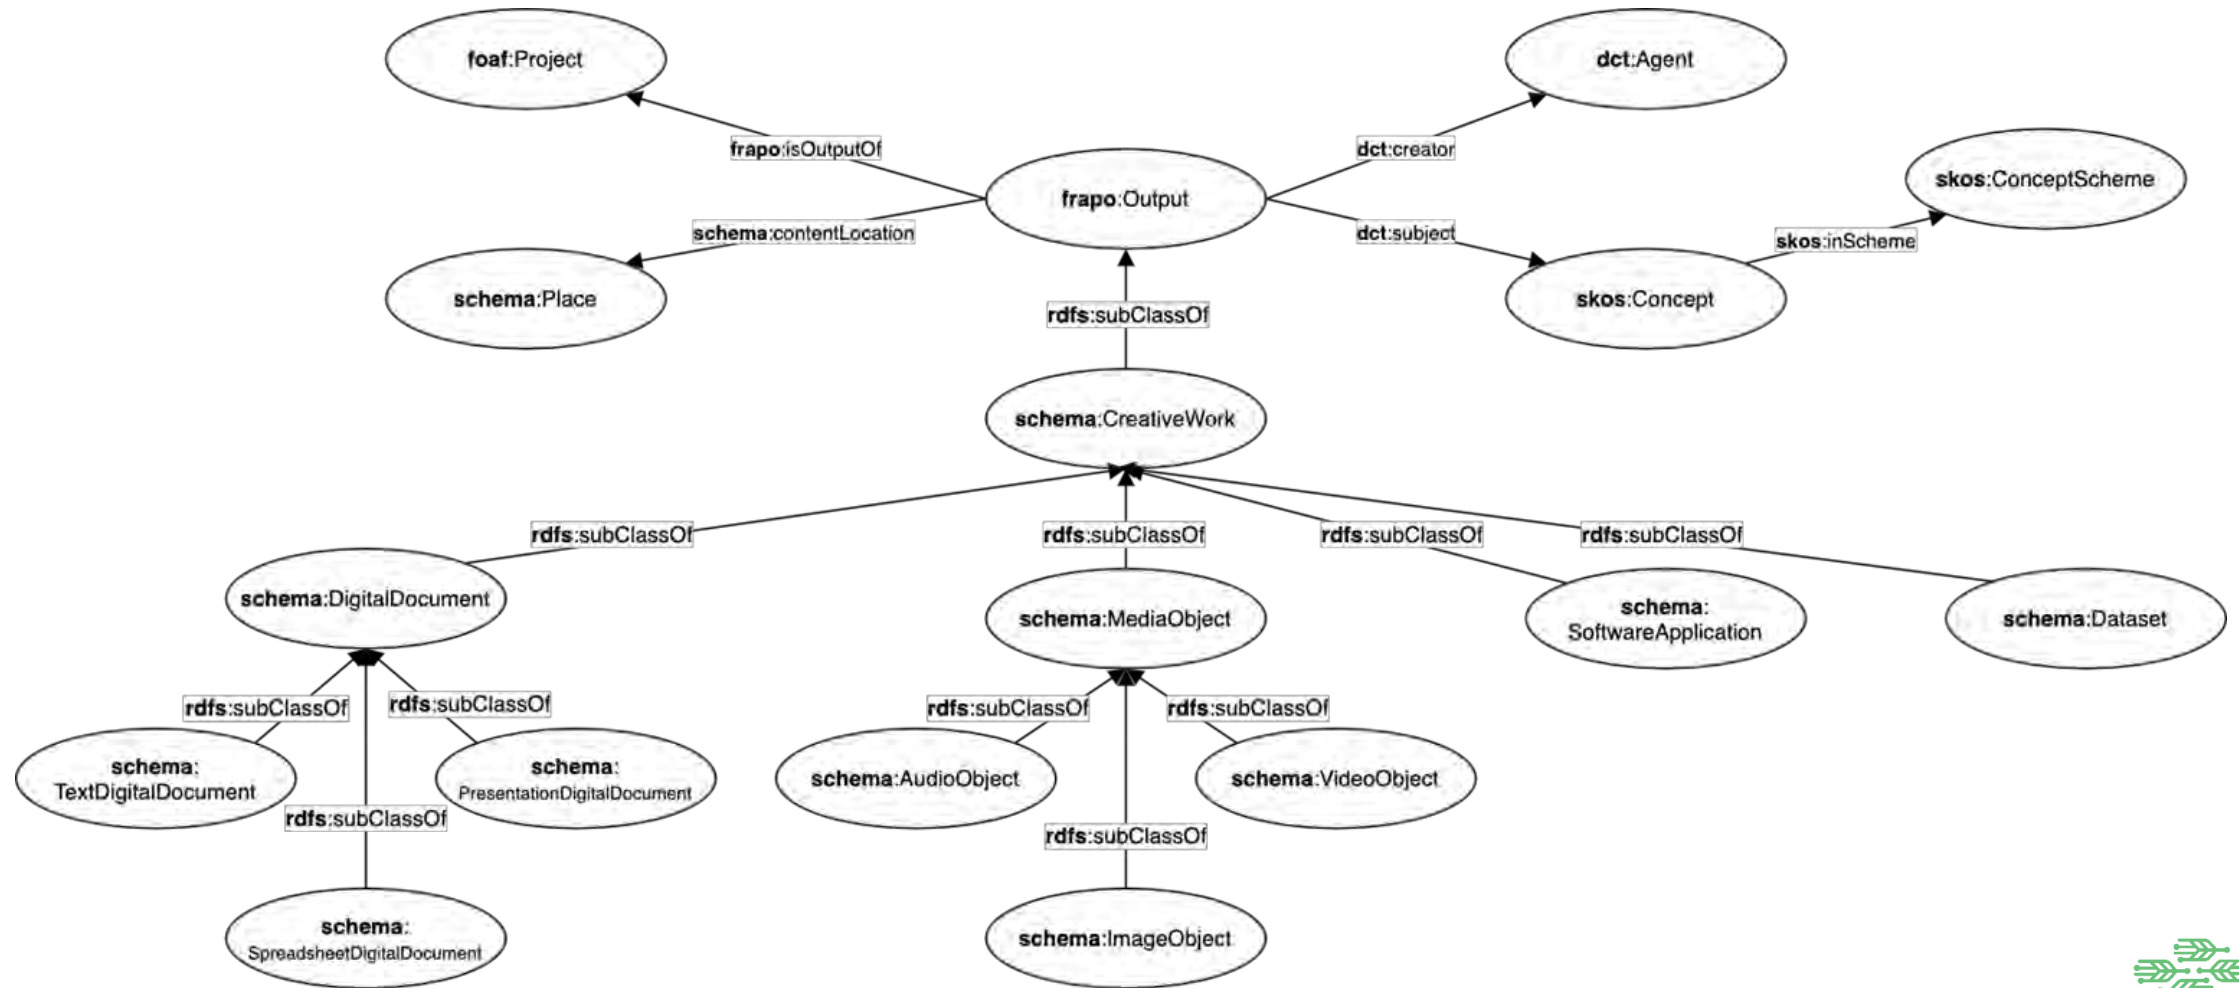 foaf:Project
dct:Agent
frapo:isOutputOf
dct:creator
frapo:Output
skos:ConceptScheme
schema:contentLocation
dct:subject
skos:inScheme
schema:Place
skos:Concept
rdfs:subClassOf
schema:CreativeWork
rdfs:subClassOf
rdfs:subClassOf
rdfs:subClassOf
rdfs:subClassOf
schema:DigitalDocument
schema:MediaObject
schema:
SoftwareApplication
schema:Dataset
rdfs:subClassOf
rdfs:subClassOf
rdfs:subClassOf
rdfs:subClassOf
schema:
TextDigitalDocument
schema:
PresentationDigitalDocument
schema:AudioObject
schema:VideoObject
rdfs:subClassOf
rdfs:subClassOf
schema:
SpreadsheetDigitalDocument
schema:ImageObject